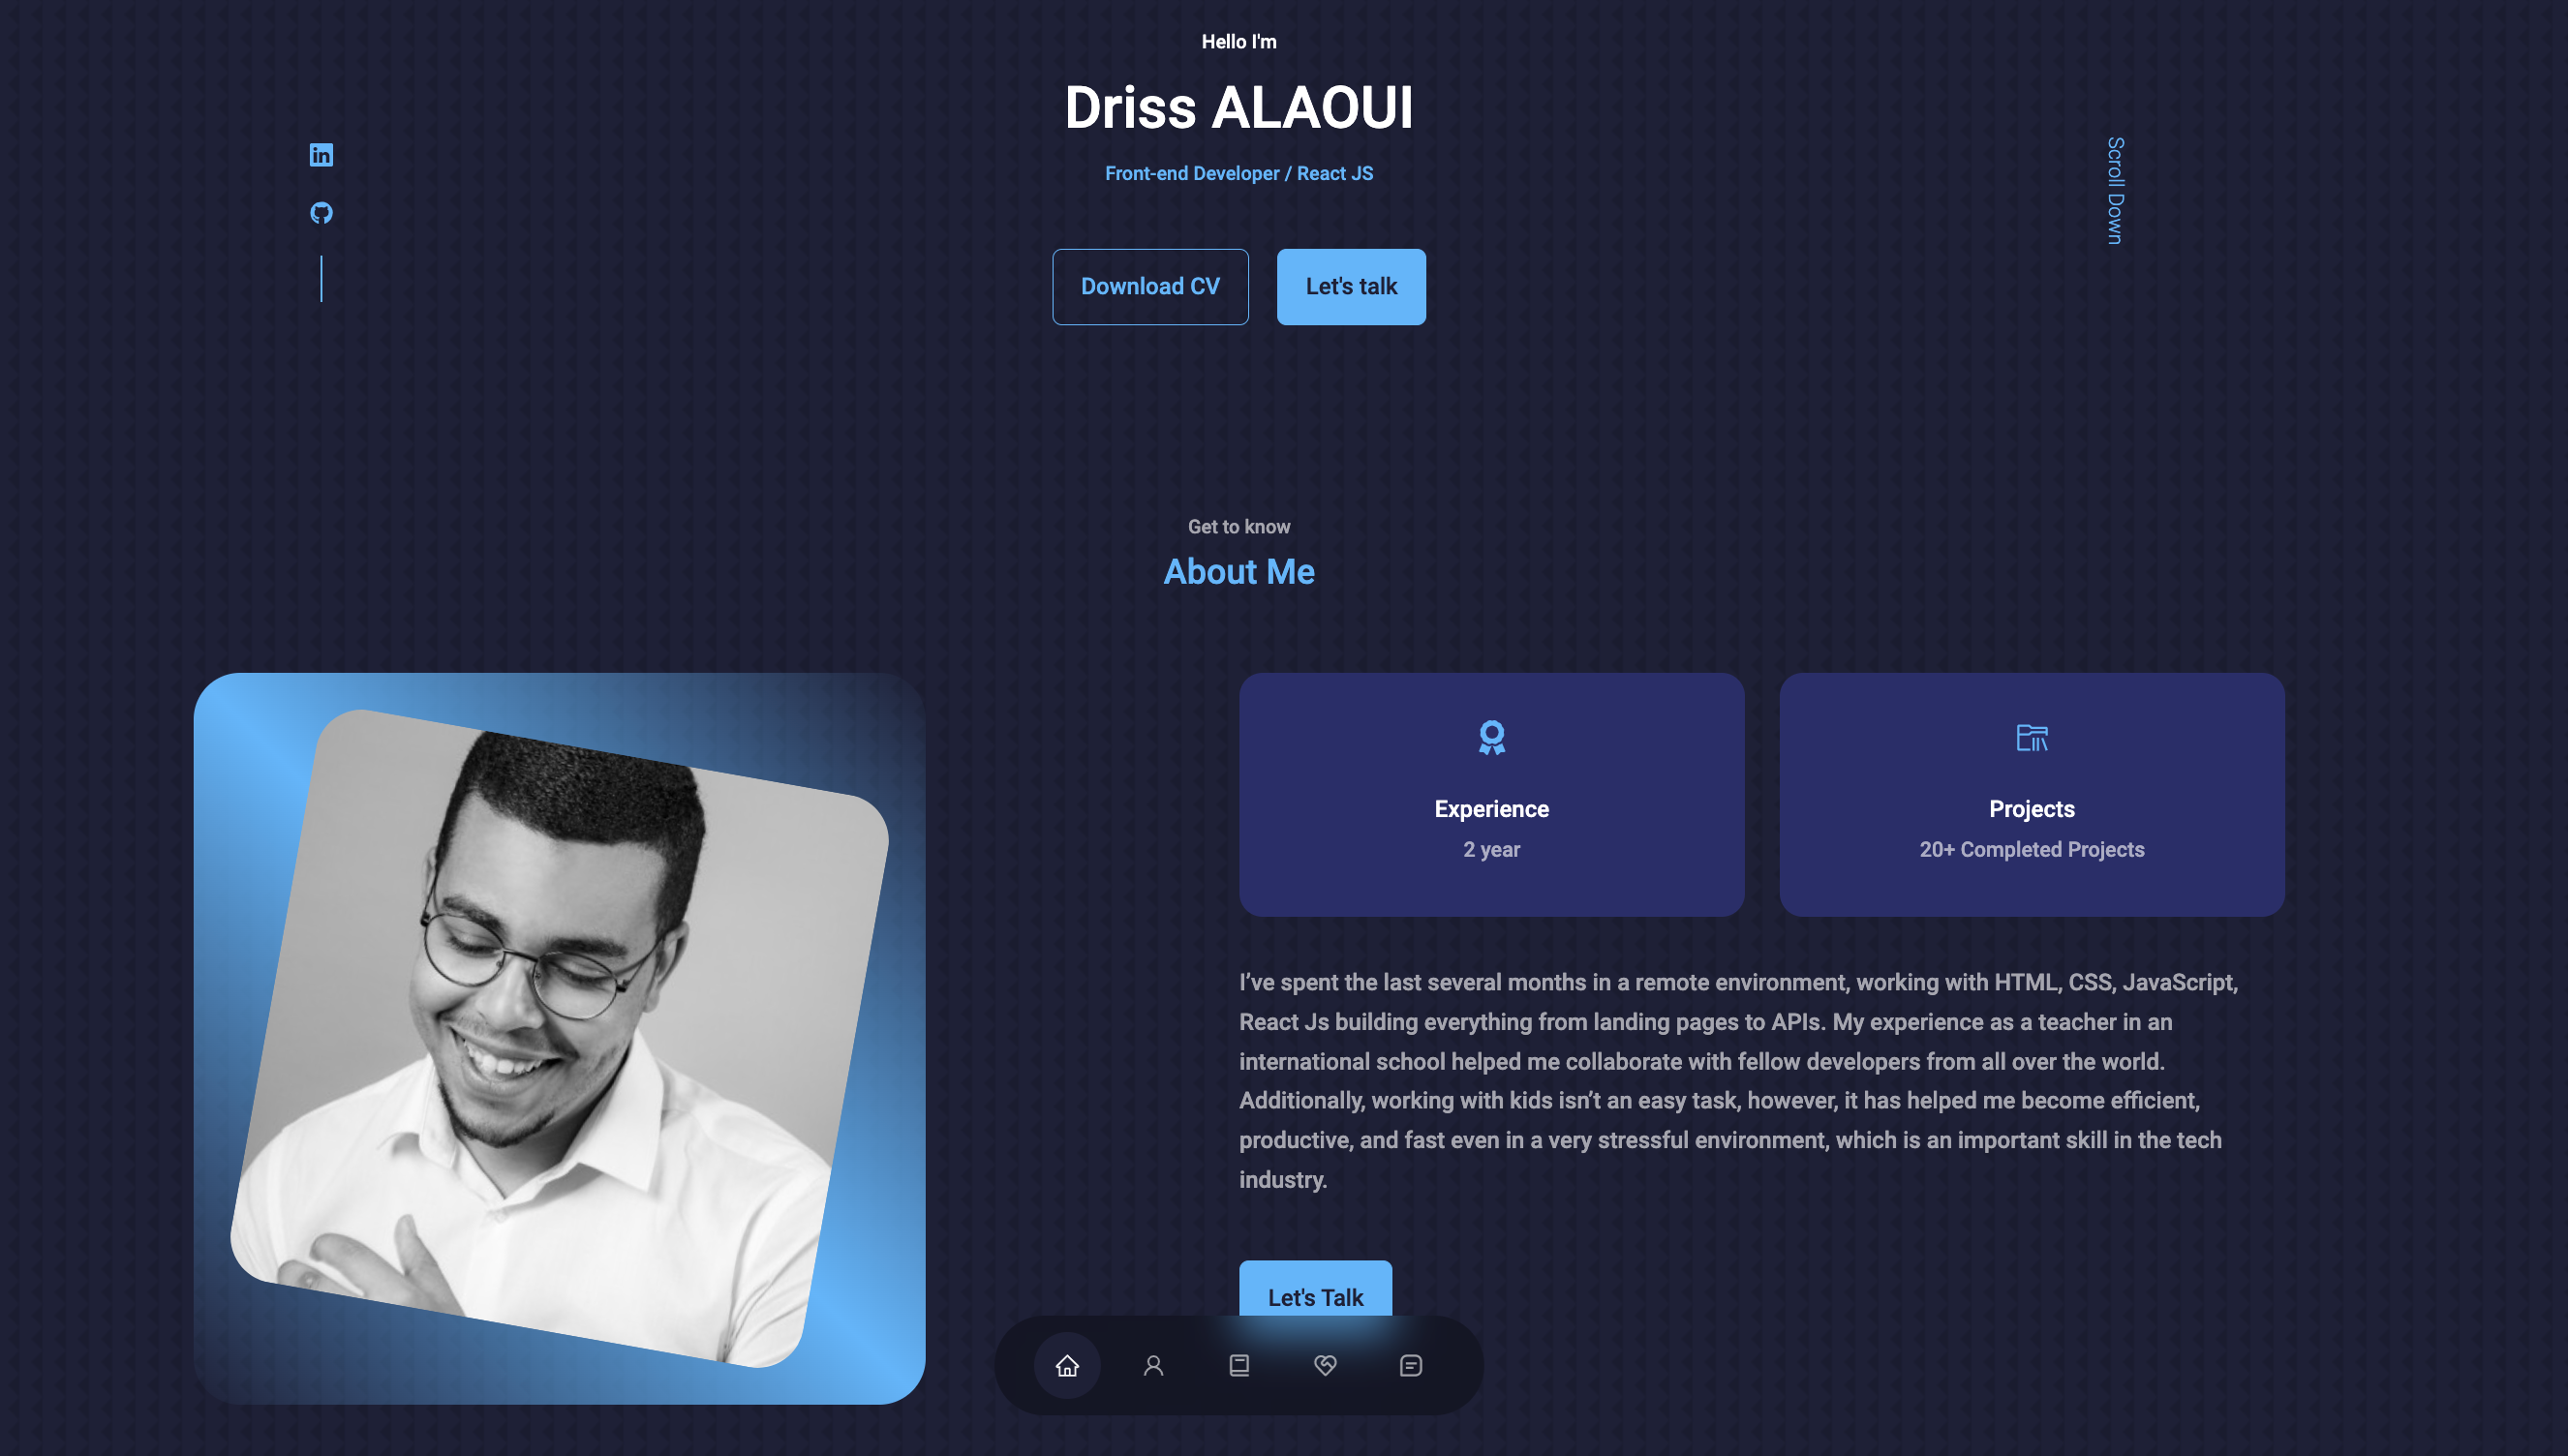 Hello I'm
Driss ALAOUI
Front-end Developer / React JS
Scroll Down
Download CV
Let's talk
Get to know
About Me
Experience
2 year
Projects
20+ Completed Projects
I’ve spent the last several months in a remote environment, working with HTML, CSS, JavaScript,
React Js building everything from landing pages to APIs. My experience as a teacher in an
international school helped me collaborate with fellow developers from all over the world.
Additionally, working with kids isn’t an easy task, however, it has helped me become efficient,
productive, and fast even in a very stressful environment, which is an important skill in the tech
industry.
Let's Talk